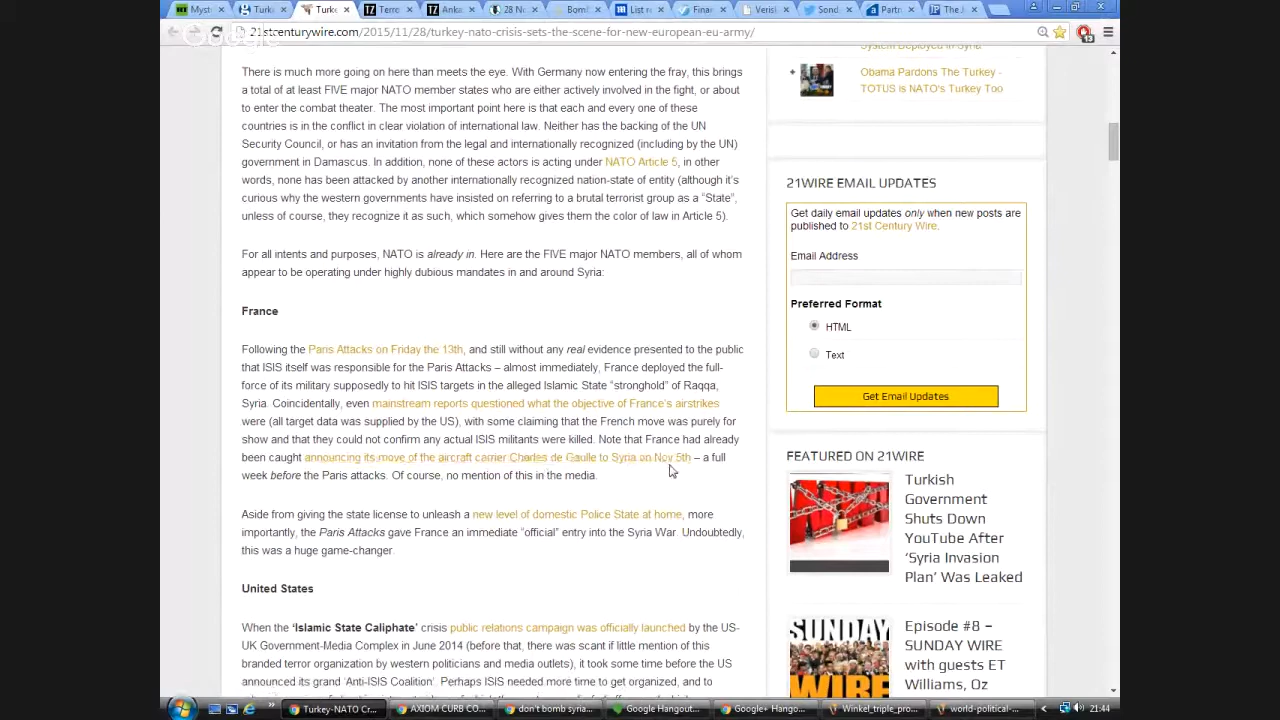 Myst
Turk
Turke
Terro
Anka
28 No
Bomb
List re
Finan
Verisi
Sond
Partn
The J
21stcenturywire.com/2015/11/28/turkey-nato-crisis-sets-the-scene-for-new-european-eu-army/
13
Google
There is much more going on here than meets the eye. With Germany now entering the fray, this brings
a total of at least FIVE major NATO member states who are either actively involved in the fight, or about
to enter the combat theater. The most important point here is that each and every one of these
countries is in the conflict in clear violation of international law. Neither has the backing of the UN
Security Council, or has an invitation from the legal and internationally recognized (including by the UN)
government in Damascus. In addition, none of these actors is acting under NATO Article 5, in other
words, none has been attacked by another internationally recognized nation-state of entity (although it's
curious why the western governments have insisted on referring to a brutal terrorist group as a “State”,
unless of course, they recognize it as such, which somehow gives them the color of law in Article 5).
For all intents and purposes, NATO is already in. Here are the FIVE major NATO members, all of whom
appear to be operating under highly dubious mandates in and around Syria:
France
Following the Paris Attacks on Friday the 13th, and still without any real evidence presented to the public
that ISIS itself was responsible for the Paris Attacks – almost immediately, France deployed the full-
force of its military supposedly to hit ISIS targets in the alleged Islamic State “stronghold” of Raqqa,
Syria. Coincidentally, even mainstream reports questioned what the objective of France's airstrikes
were (all target data was supplied by the US), with some claiming that the French move was purely for
show and that they could not confirm any actual ISIS militants were killed. Note that France had already
been caught announcing its move of the aircraft carrier Charles de Gaulle to Syria on Nov 5th – a full
week before the Paris attacks. Of course, no mention of this in the media.
Aside from giving the state license to unleash a new level of domestic Police State at home, more
importantly, the Paris Attacks gave France an immediate “official” entry into the Syria War. Undoubtedly,
this was a huge game-changer.
United States
When the ‘Islamic State Caliphate’ crisis public relations campaign was officially launched by the US-
UK Government-Media Complex in June 2014 (before that, there was scant if little mention of this
branded terror organization by western politicians and media outlets), it took some time before the US
announced its grand ‘Anti-ISIS Coalition’. Perhaps ISIS needed more time to get organized, and to
System Deployed in Syria
Obama Pardons The Turkey -
TOTUS is NATO's Turkey Too
21WIRE EMAIL UPDATES
Get daily email updates only when new posts are
published to 21st Century Wire.
Email Address
Preferred Format
HTML
Text
Get Email Updates
FEATURED ON 21WIRE
Turkish
Government
Shuts Down
YouTube After
‘Syria Invasion
Plan’ Was Leaked
SUNDAY
WIRE
Episode #8 –
SUNDAY WIRE
with guests ET
Williams, Oz
Turkey-NATO Cr...
AXIOM CURB CO...
don't bomb syria...
Google Hangout...
Google+ Hango...
Winkel_triple_pro...
world-political-...
21:44